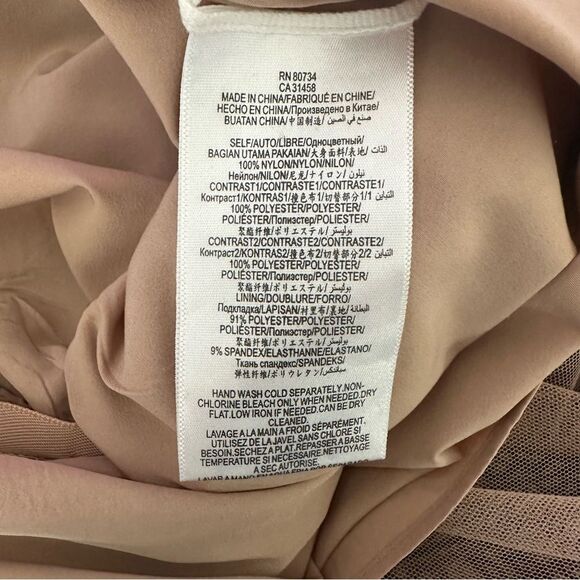 RN 80734
CA 31458
MADE IN CHINA/FABRIQUÉ EN CHINE/
HECHO EN CHINA/Произведено в Китае/
BUATAN CHINA/中国制造/ صنع في الصين
SELF/AUTO/LIBRE/Одноцветный/
BAGIAN UTAMA PAKAIAN/大身面料/表地/ الذات
100% NYLON/NYLON/NILON/
Нейлон/NILON/尼龙/ナイロン/ نيلون
CONTRAST1/CONTRASTE1/CONTRASTE1/
Контраст1/KONTRAS1/撞色布1/切替部分1/ التباين 1
100% POLYESTER/POLYESTER/
POLIÉSTER/Полиэстер/POLIESTER/
聚酯纤维/ポリエステル/ بوليستر
CONTRAST2/CONTRASTE2/CONTRASTE2/
Контраст2/KONTRAS2/撞色布2/切替部分2/ التباين 2
100% POLYESTER/POLYESTER/
POLIÉSTER/Полиэстер/POLIESTER/
聚酯纤维/ポリエステル/ بوليستر
LINING/DOUBLURE/FORRO/
Подкладка/LAPISAN/村里布/裏地/ البطانة
91% POLYESTER/POLYESTER/
POLIÉSTER/Полиэстер/POLIESTER/
聚酯纤维/ポリエステル/ بوليستر
9% SPANDEX/ELASTHANNE/ELASTANO/
Ткань спандекс/SPANDEKS/
弹性纤维/ポリウレタン/ سباندكس
HAND WASH COLD SEPARATELY.NON-
CHLORINE BLEACH ONLY WHEN NEEDED.DRY
FLAT.LOW IRON IF NEEDED.CAN BE DRY
CLEANED.
LAVAGE A LA MAIN A FROID SÉPARÉMENT.
UTILISEZ DE LA JAVEL SANS CHLORE SI
BESOIN.SECHEZ A PLAT.REPASSER A BASSE
TEMPERATURE SI NECESSAIRE.NETTOYAGE
A SEC AUTORISE.
LAVAR A MANO EN AGUA FRIA POR SEPARADO